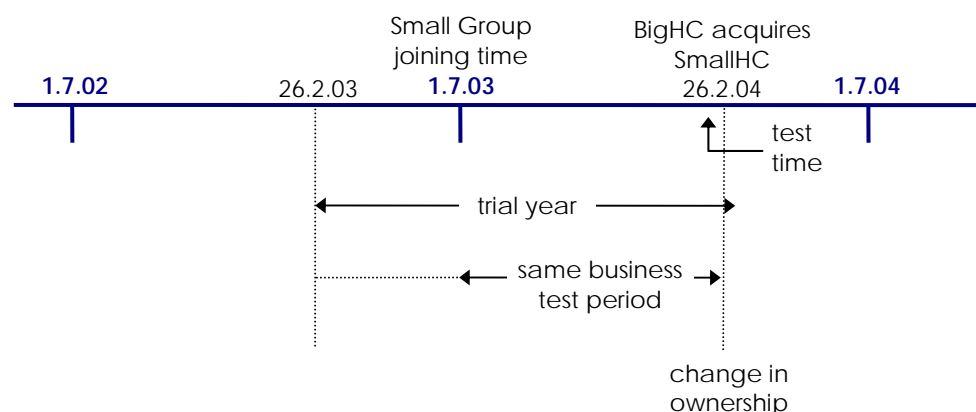 Small Group
joining time
BigHC acquires
SmallHC
1.7.02
26.2.03
1.7.03
26.2.04
1.7.04
test
time
trial year
same business
test period
change in
ownership